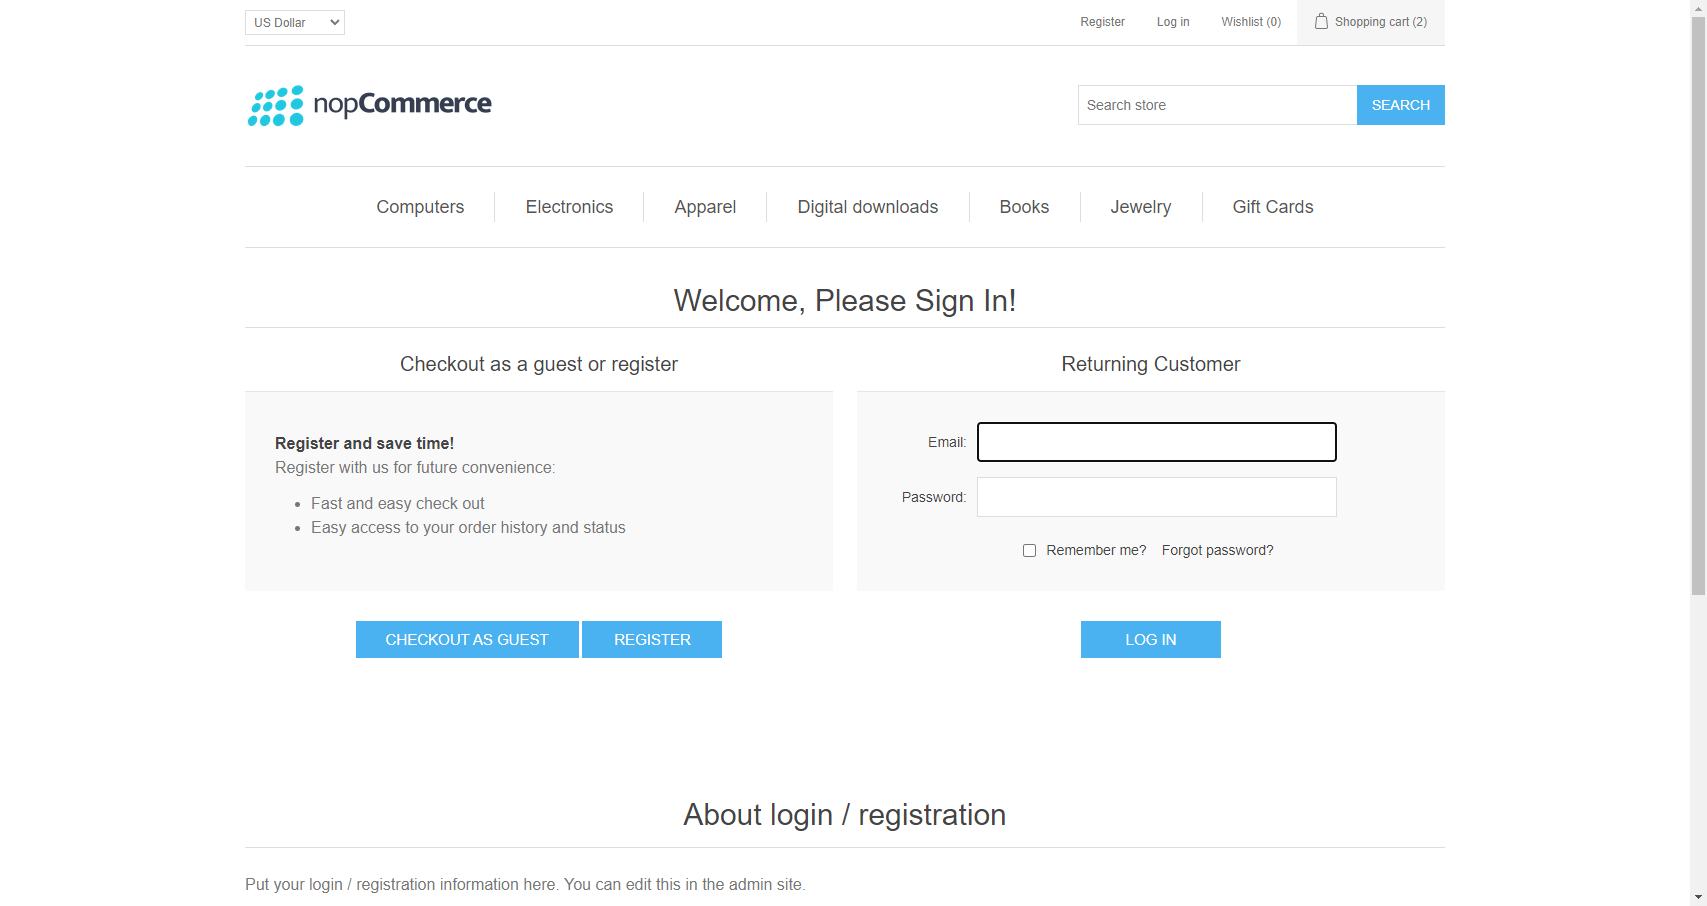 US Dollar
Register
Log in
Wishlist (0)
Shopping cart (2)
nopCommerce
Search store
SEARCH
Computers
Electronics
Apparel
Digital downloads
Books
Jewelry
Gift Cards
Welcome, Please Sign In!
Checkout as a guest or register
Register and save time!
Register with us for future convenience:
Fast and easy check out
Easy access to your order history and status
CHECKOUT AS GUEST
REGISTER
Returning Customer
Email:
Password:
Remember me?
Forgot password?
LOG IN
About login / registration
Put your login / registration information here. You can edit this in the admin site.